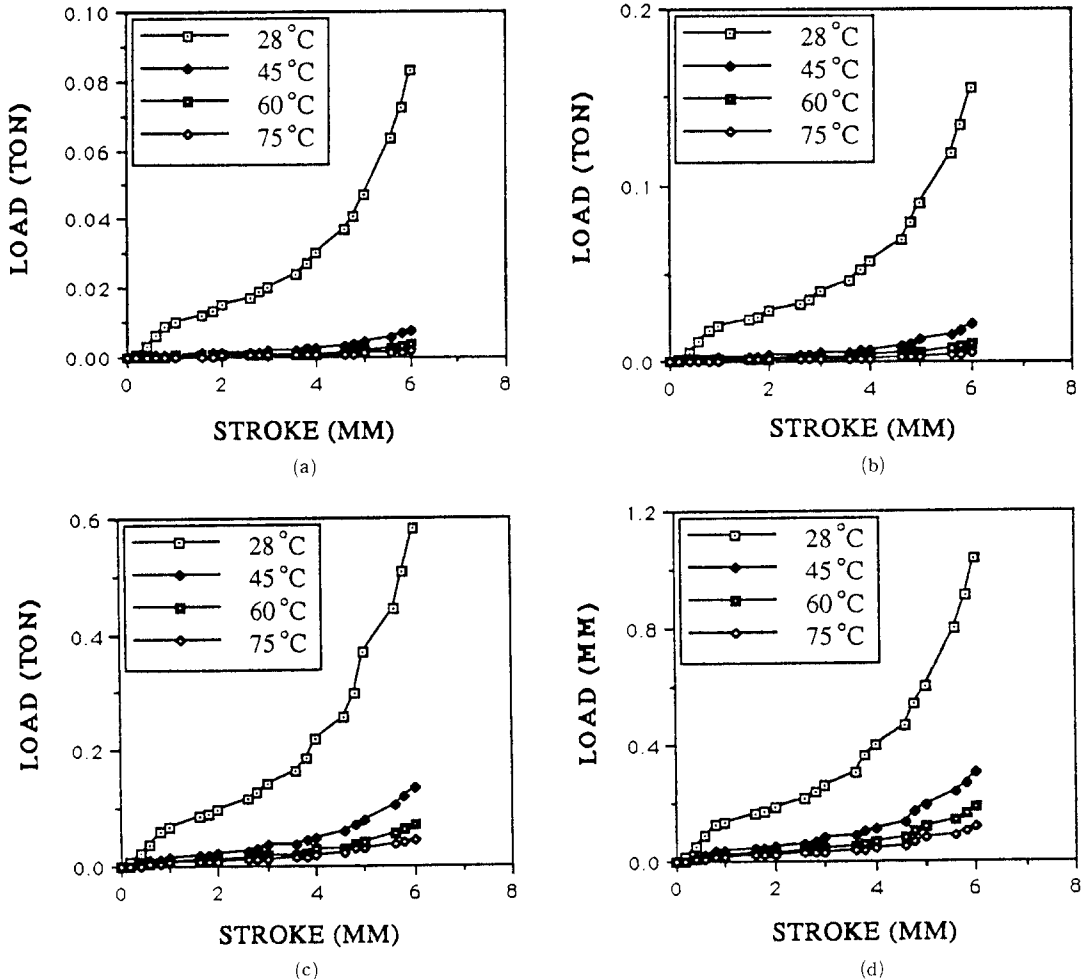 0.10
0.08
0.06
0.04
0.02
0.00
LOAD (TON)
28 °C
45 °C
60 °C
75 °C
0 2 4 6 8
STROKE (MM)
(a)
0.2
0.1
0.0
LOAD (TON)
28 °C
45 °C
60 °C
75 °C
0 2 4 6 8
STROKE (MM)
(b)
0.6
0.4
0.2
0.0
LOAD (TON)
28 °C
45 °C
60 °C
75 °C
0 2 4 6 8
STROKE (MM)
(c)
1.2
0.8
0.4
0.0
LOAD (MM)
28 °C
45 °C
60 °C
75 °C
0 2 4 6 8
STROKE (MM)
(d)